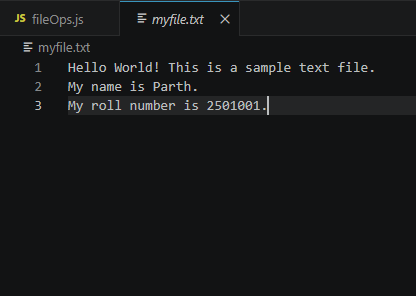 JS fileOps.js
myfile.txt
myfile.txt
1 Hello World! This is a sample text file.
2 My name is Parth.
3 My roll number is 2501001.